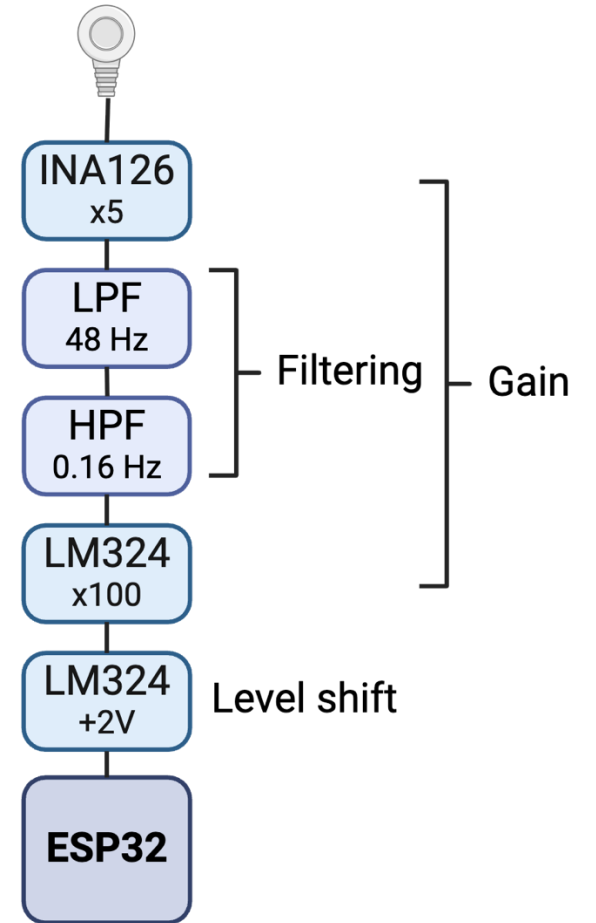 INA126
x5
LPF
48 Hz
Filtering
Gain
HPF
0.16 Hz
LM324
x100
LM324
+2V
Level shift
ESP32